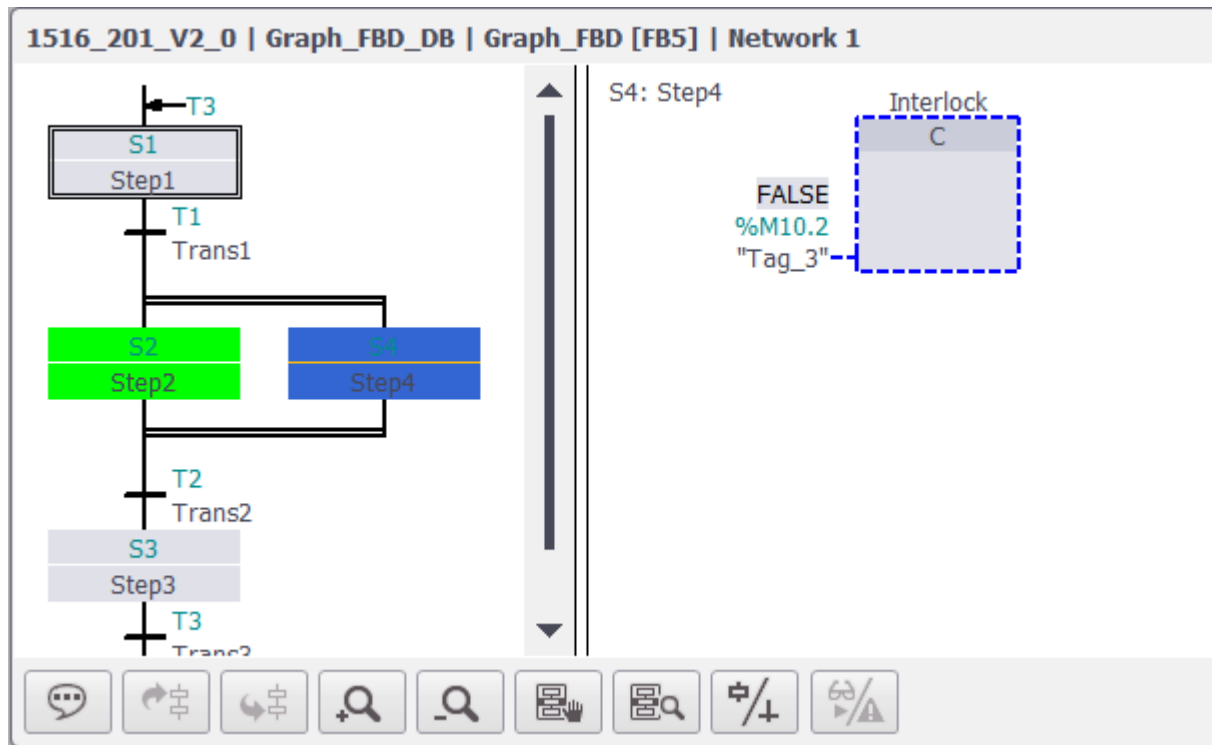 1516_201_V2_0 | Graph_FBD_DB | Graph_FBD [FB5] | Network 1
T3
S1
Step1
T1
Trans1
S2
Step2
S4
Step4
T2
Trans2
S3
Step3
T3
Trans3
S4: Step4
Interlock
C
FALSE
%M10.2
"Tag_3"